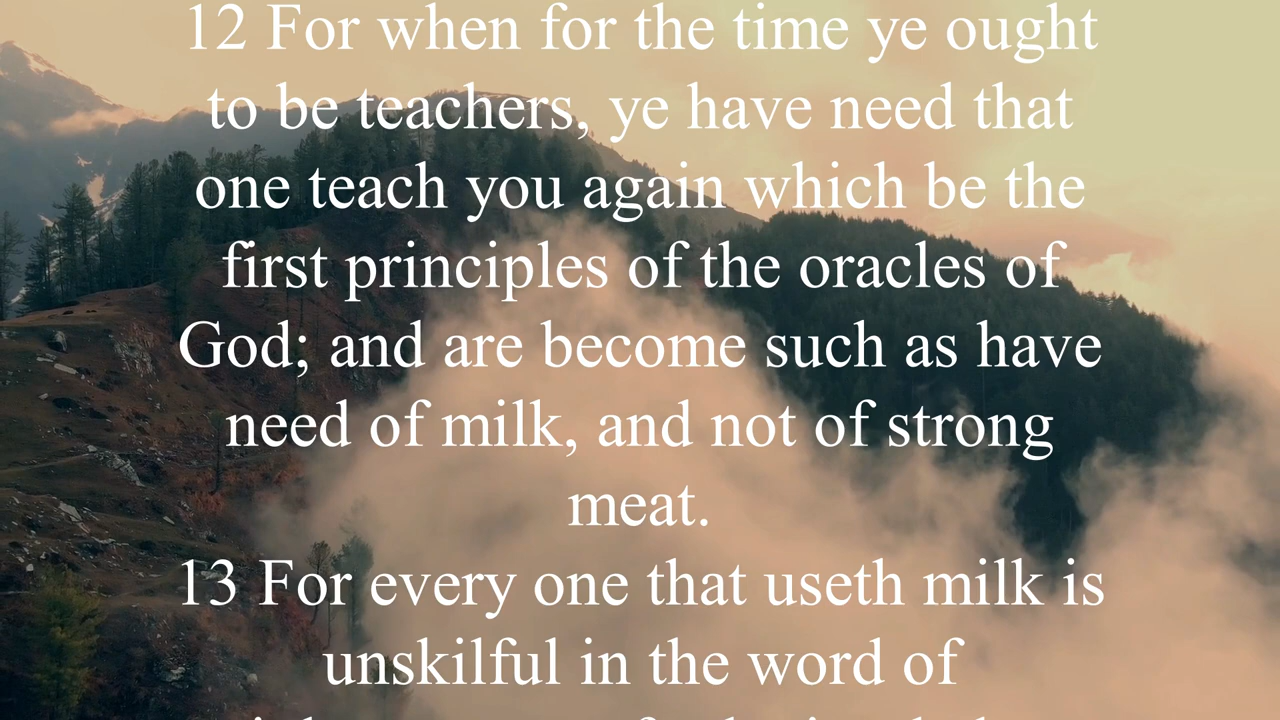 12 For when for the time ye ought
to be teachers, ye have need that
one teach you again which be the
first principles of the oracles of
God; and are become such as have
need of milk, and not of strong
meat.
13 For every one that useth milk is
unskilful in the word of